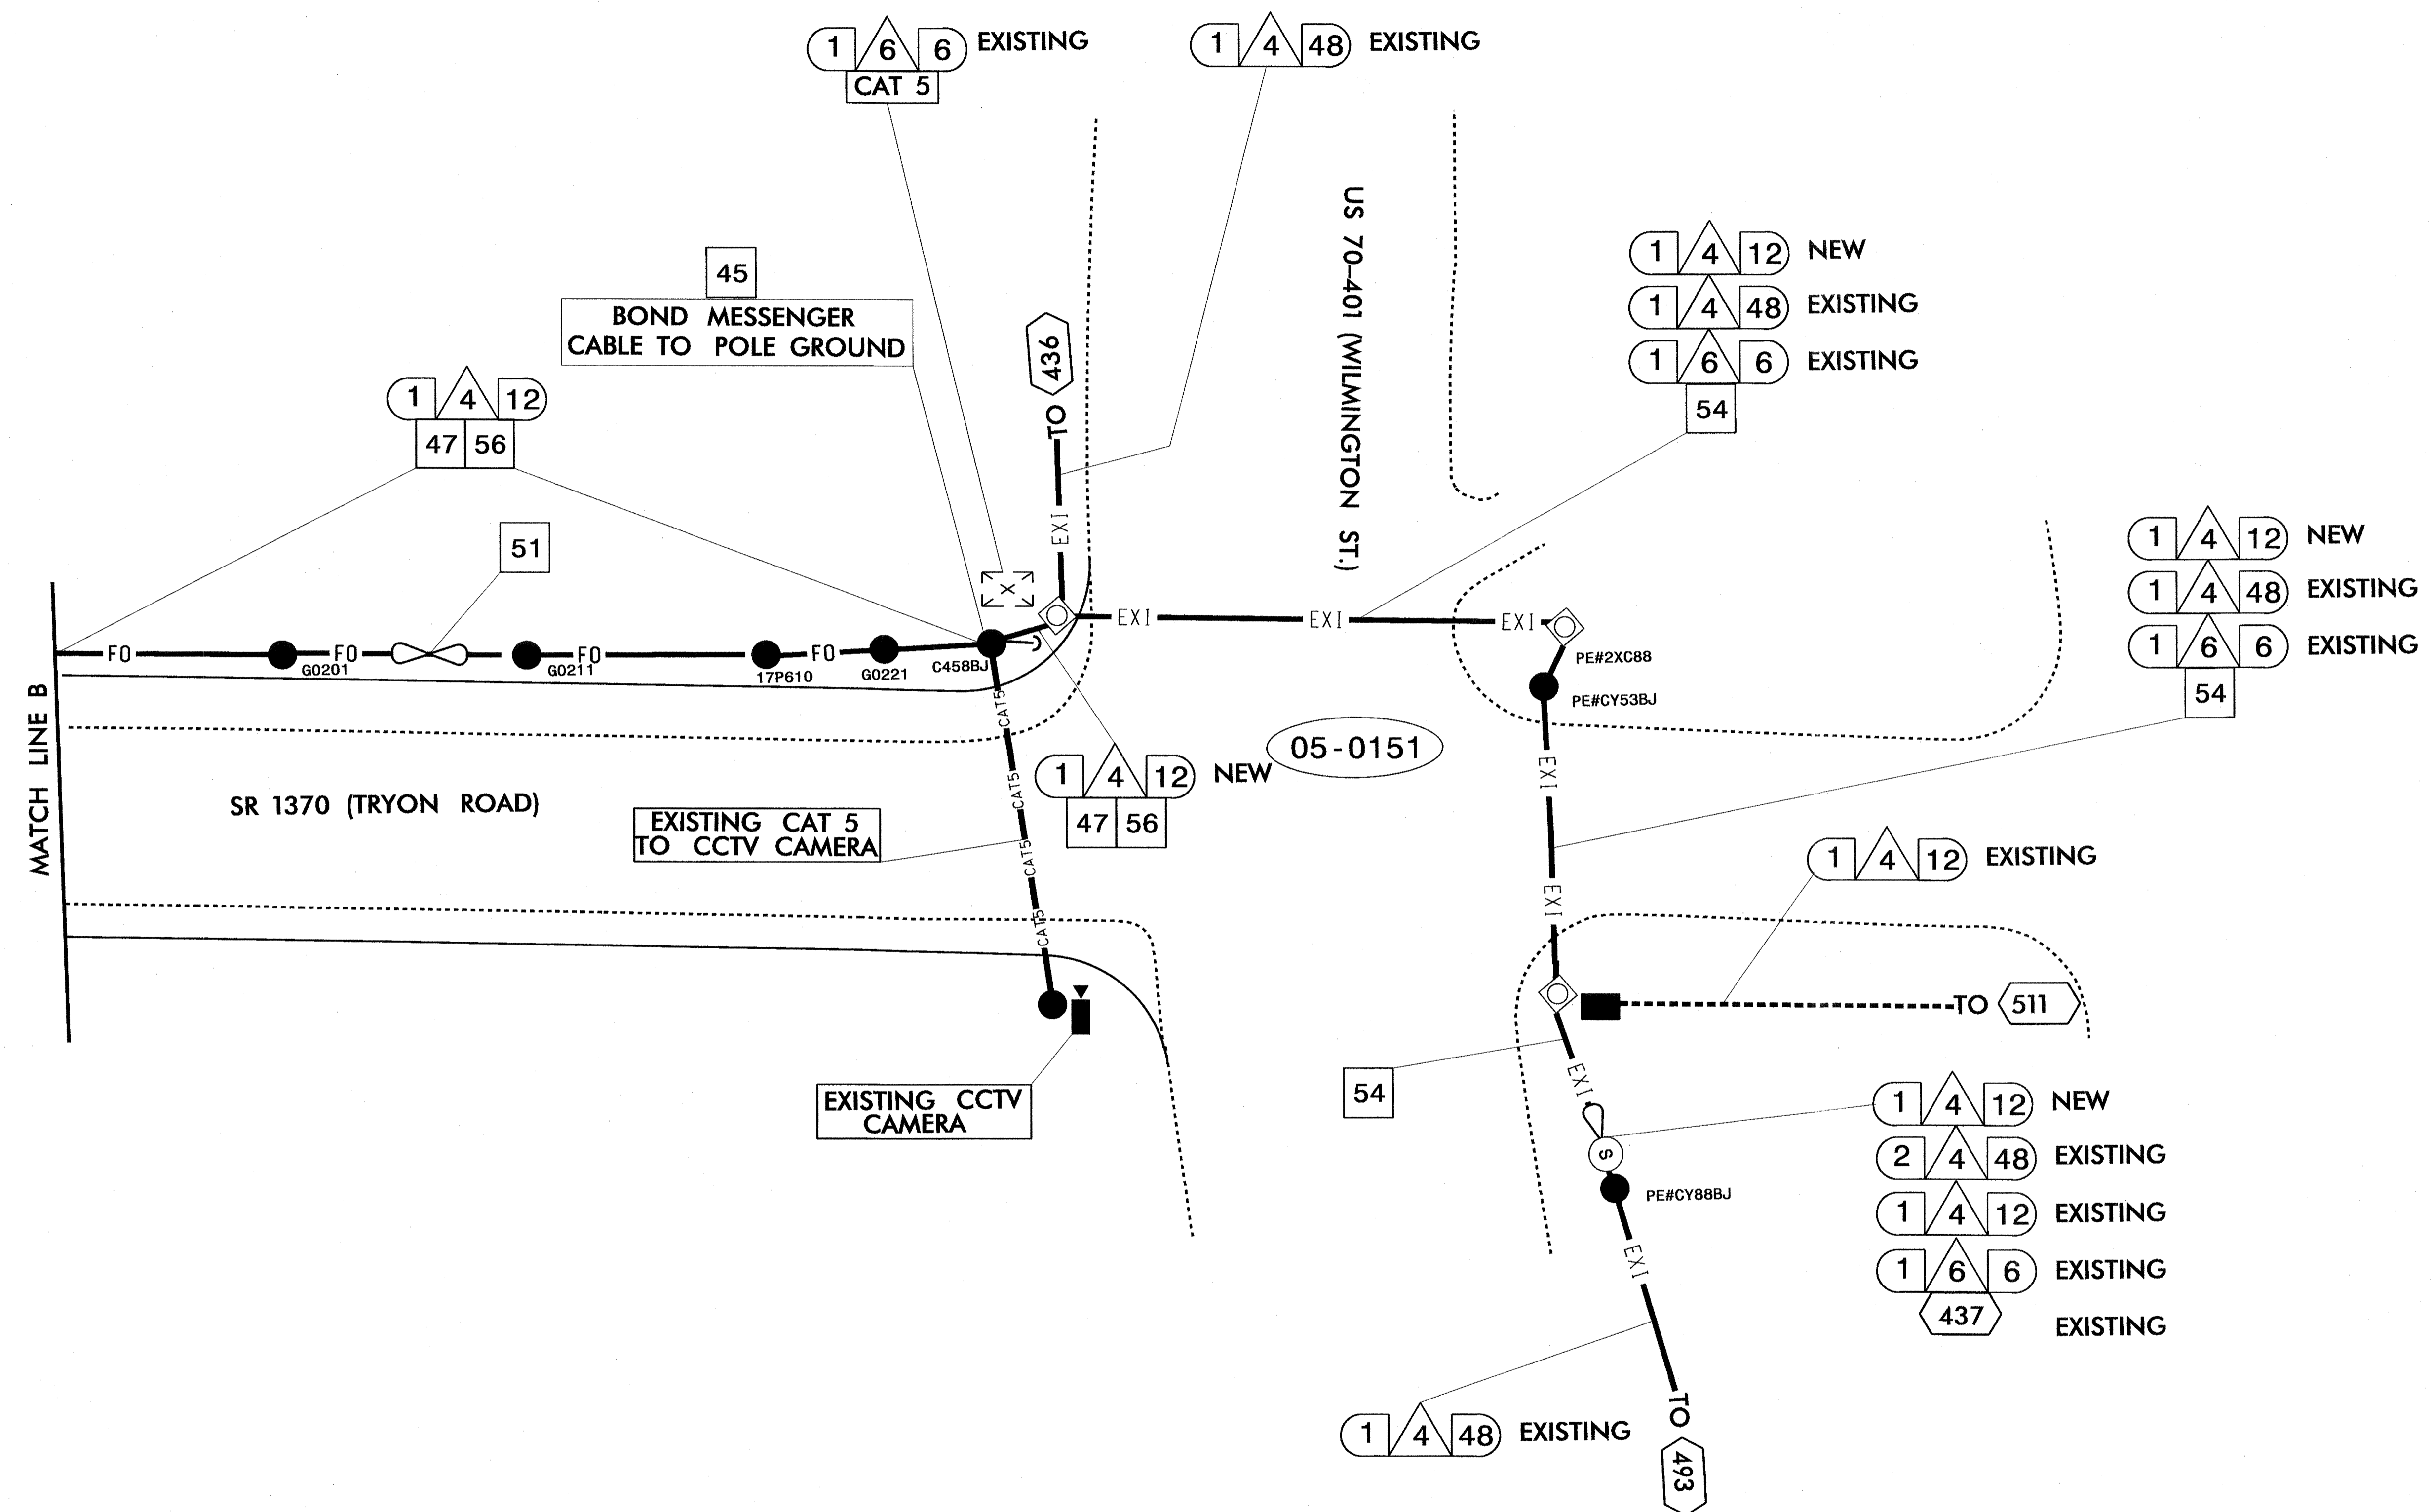 1 6 6 EXISTING
CAT 5
1 4 48 EXISTING
US 70-401 (WILMINGTON ST.)
1 4 12 NEW
1 4 48 EXISTING
1 6 6 EXISTING
54
45
BOND MESSENGER
CABLE TO POLE GROUND
TO 436
EXI
1 4 12
47 56
51
1 4 12 NEW
1 4 48 EXISTING
1 6 6 EXISTING
54
X
EXI EXI EXI
FO FO FO FO
G0201
G0211
17P610
G0221
C458BJ
PE#2XC88
PE#CY53BJ
MATCH LINE B
SR 1370 (TRYON ROAD)
CAT5 CAT5 CAT5 CAT5
05-0151
1 4 12 NEW
47 56
EXISTING CAT 5
TO CCTV CAMERA
EXI
EXI
1 4 12 EXISTING
TO 511
54
EXISTING CCTV
CAMERA
EXI
S
PE#CY88BJ
1 4 12 NEW
2 4 48 EXISTING
1 4 12 EXISTING
1 6 6 EXISTING
437 EXISTING
EXI
1 4 48 EXISTING
TO 493